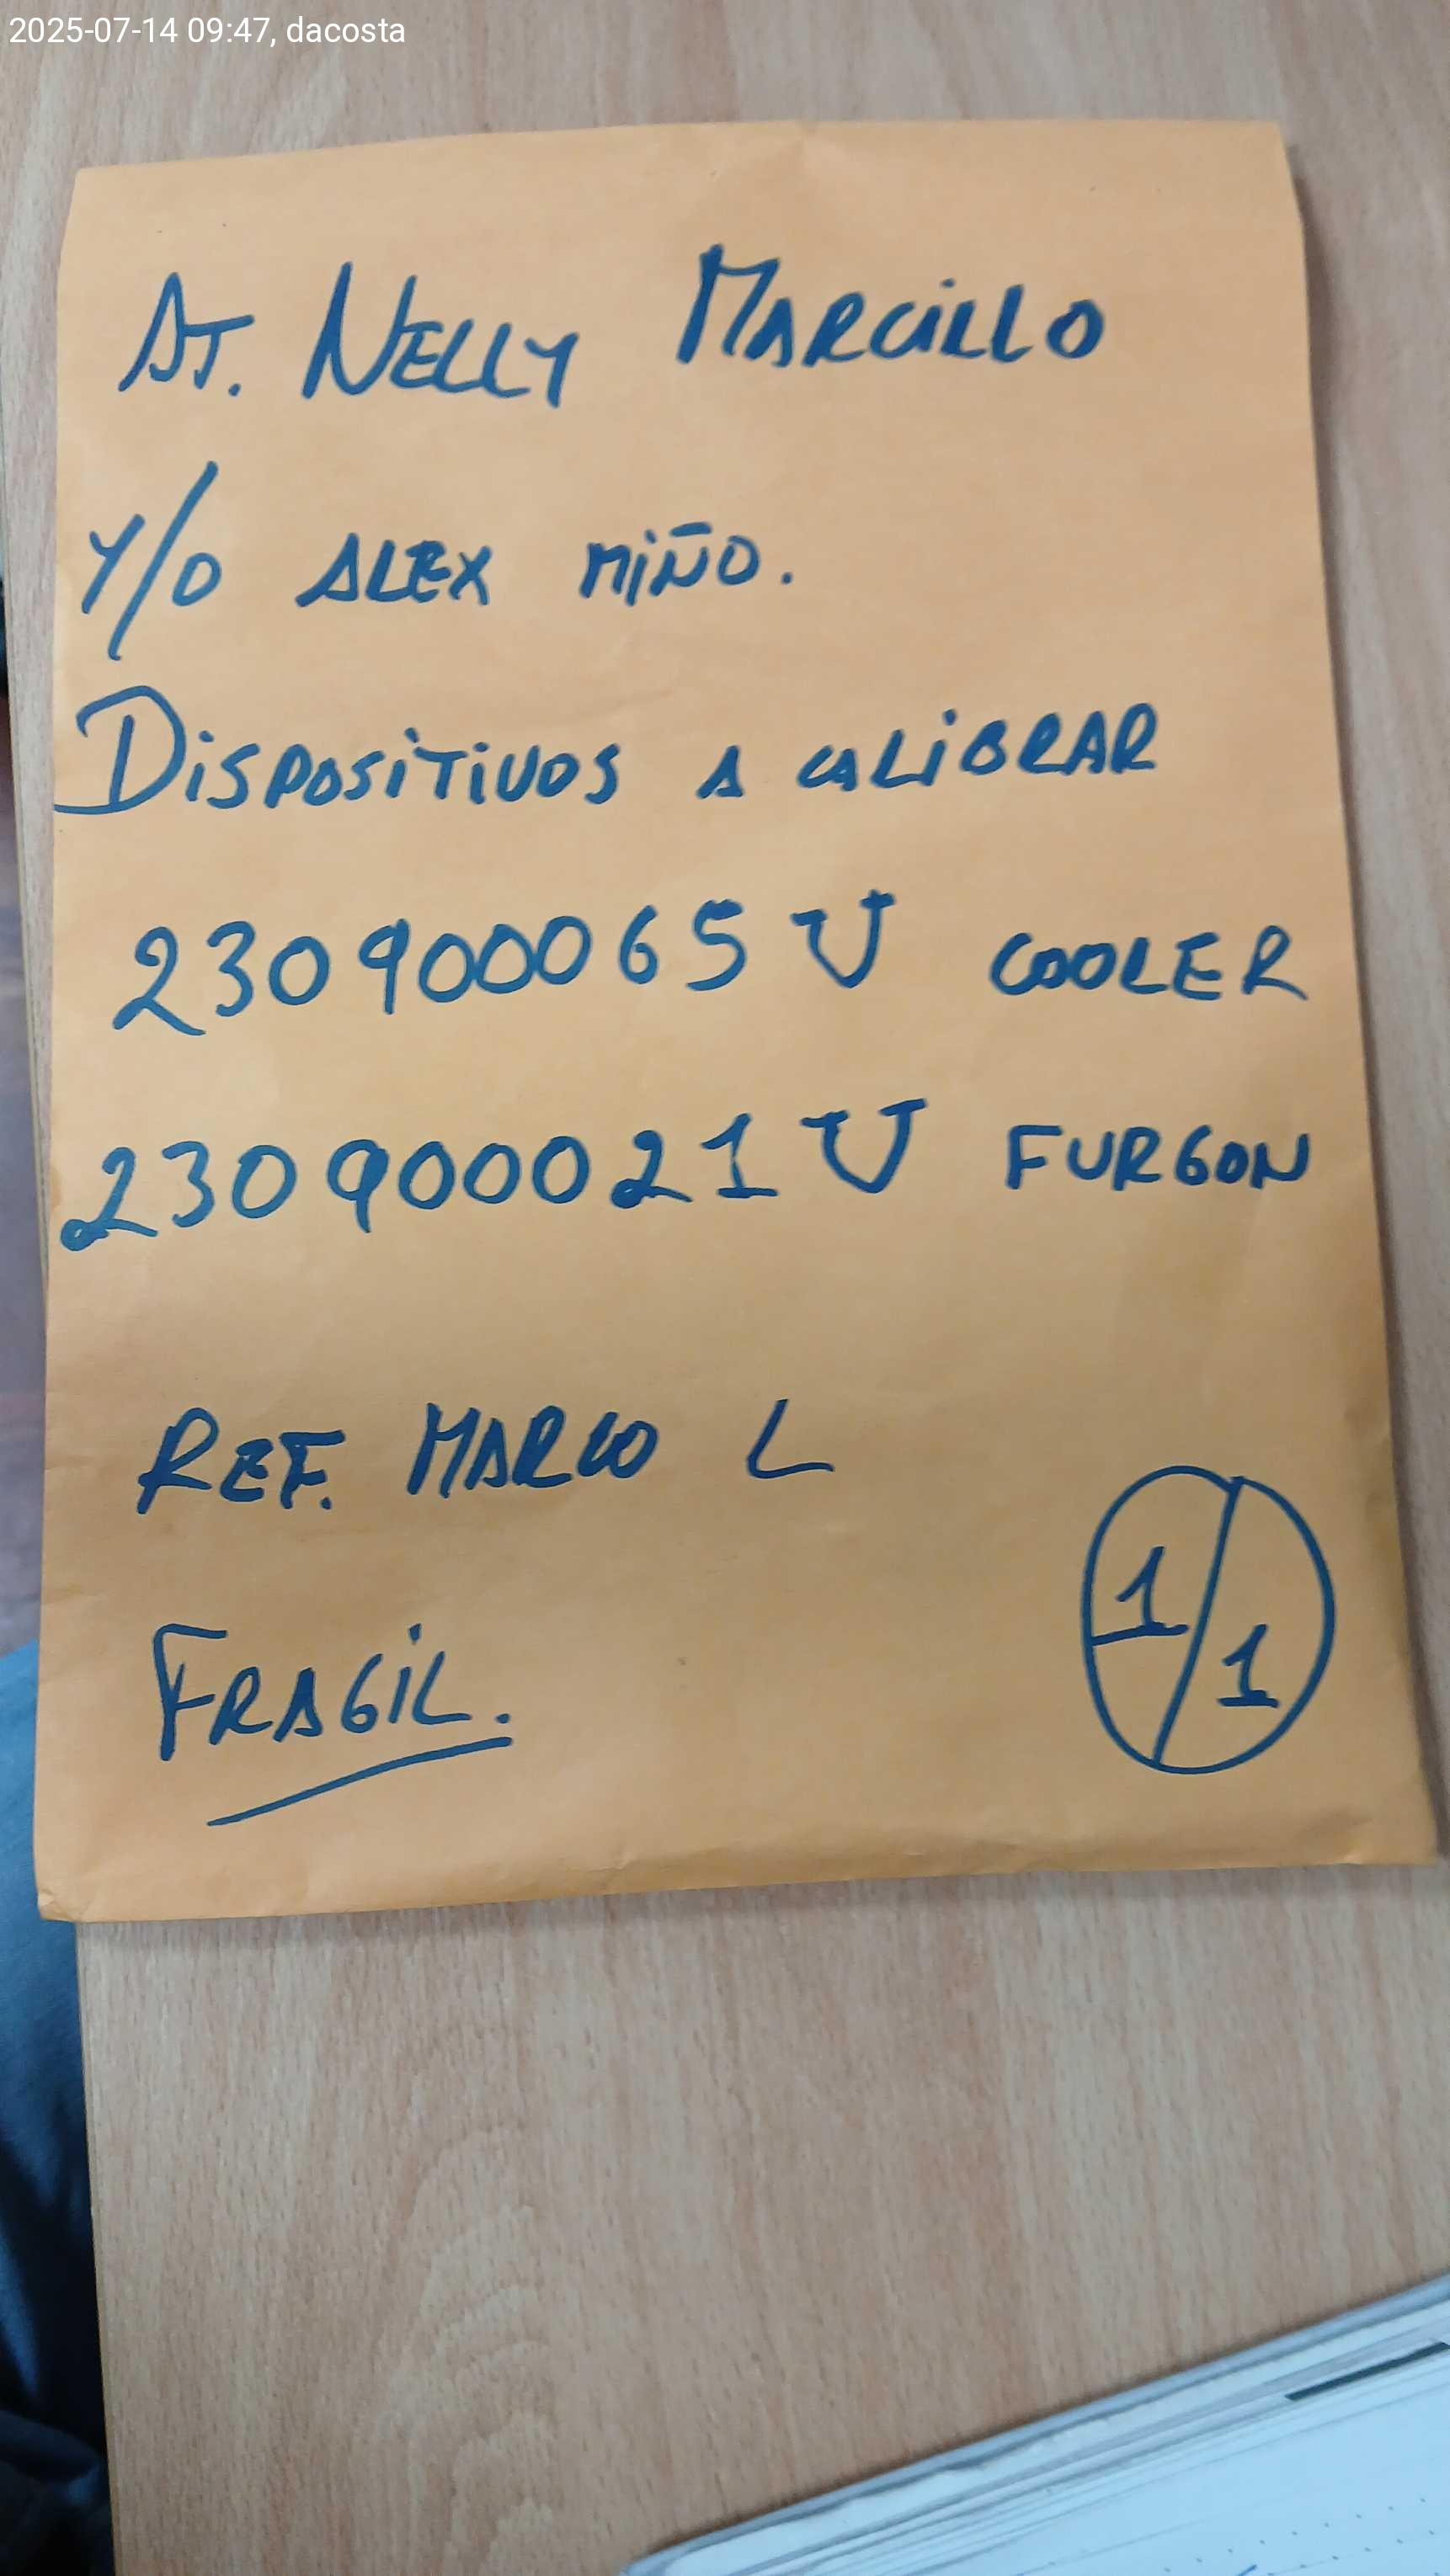 2025-07-14 09:47, dacosta
AT. NELLY MARCILLO
Y/O ALEX MIÑO.
DISPOSITIVOS A CALIBRAR
230900065 U COOLER
230900021 U FURGON
REF. MARCO L
1/1
FRAGIL.